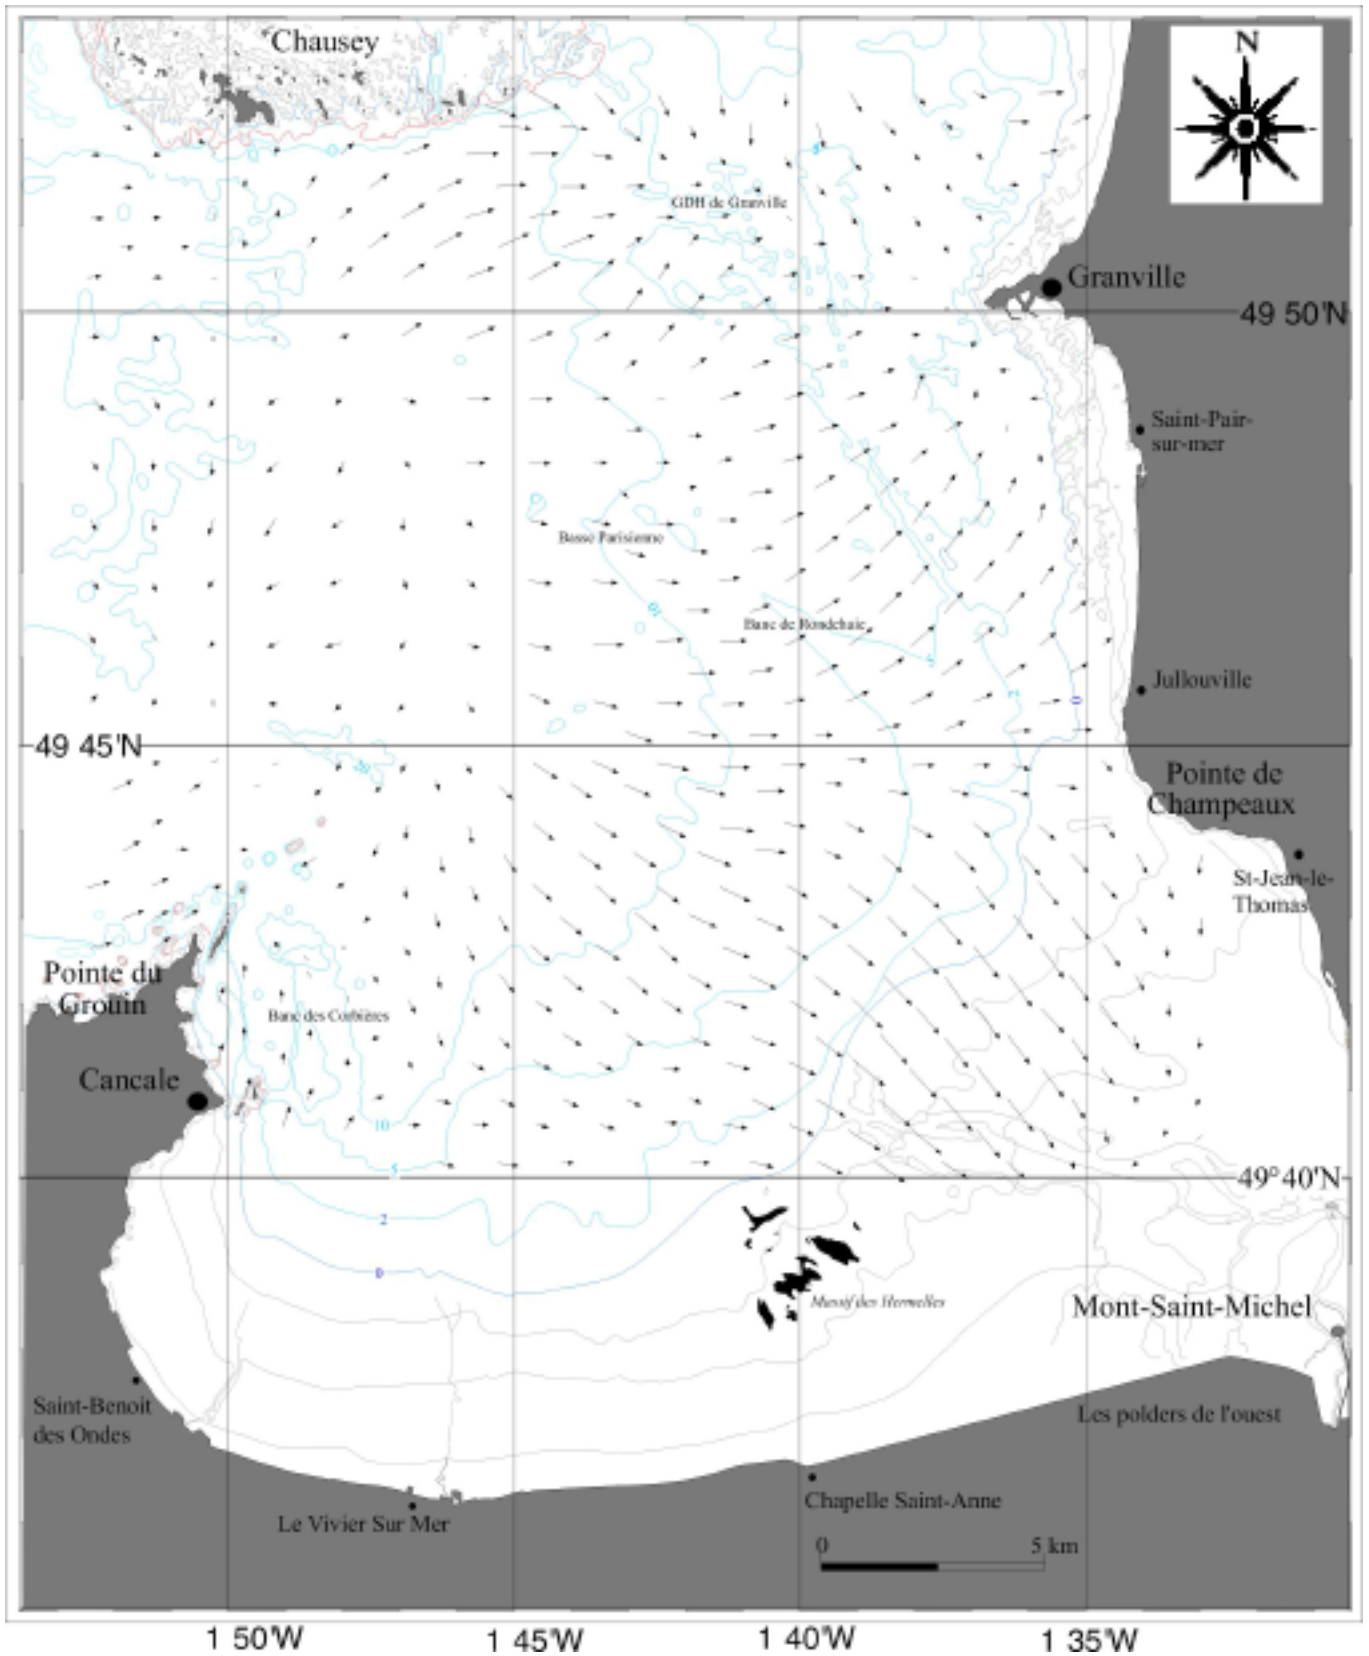 Chausey
N
GDH de Granville
Granville
49 50'N
Saint-Pair-
sur-mer
Basse Parisienne
Banc de Rondehaie
Jullouville
49 45'N
Pointe de
Champeaux
St-Jean-le-
Thomas
Pointe du
Grouin
Banc des Corbières
Cancale
10
5
49°40'N
2
0
Massif des Hermelles
Mont-Saint-Michel
Saint-Benoit
des Ondes
Les polders de l'ouest
Chapelle Saint-Anne
Le Vivier Sur Mer
0 5 km
1 50'W 1 45'W 1 40'W 1 35'W